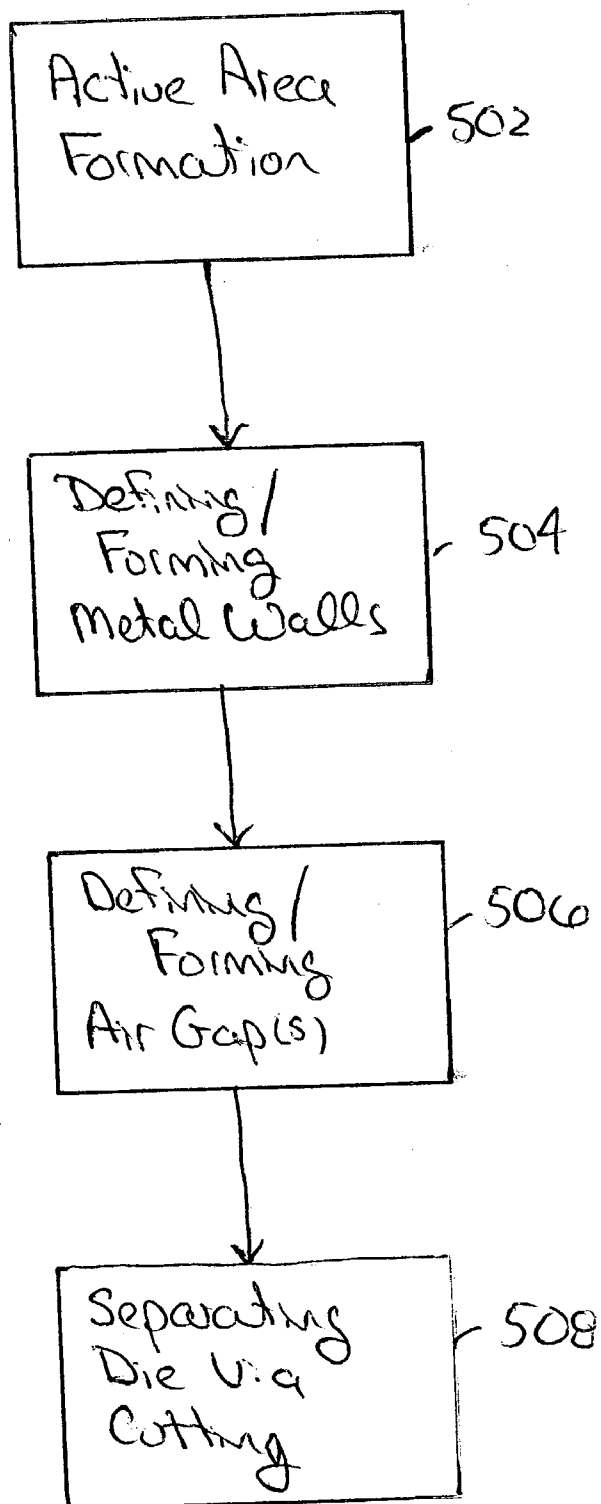 Active Area
Formation
502
Defining/
Forming
Metal Walls
504
Defining/
Forming
Air Gap(s)
506
Separating
Die Via
Cutting
508